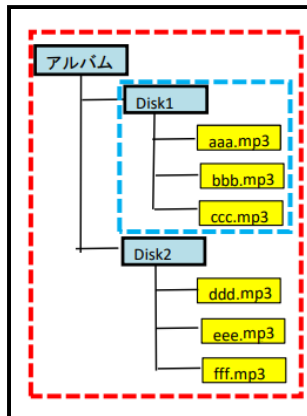 アルバム
Disk1
aaa.mp3
bbb.mp3
ccc.mp3
Disk2
ddd.mp3
eee.mp3
fff.mp3